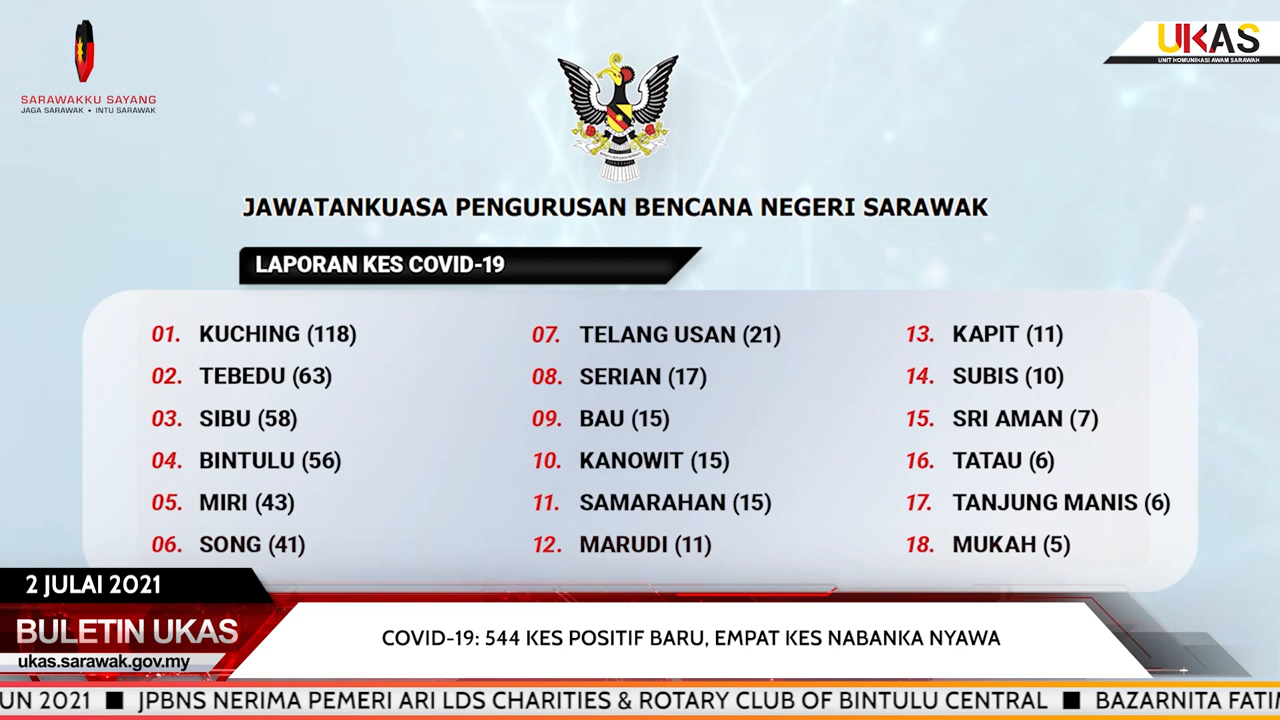 SARAWAKKU SAYANG
JAGA SARAWAK • INTU SARAWAK
UKAS
UNIT KOMUNIKASI AWAM SARAWAK
JAWATANKUASA PENGURUSAN BENCANA NEGERI SARAWAK
LAPORAN KES COVID-19
01. KUCHING (118)
02. TEBEDU (63)
03. SIBU (58)
04. BINTULU (56)
05. MIRI (43)
06. SONG (41)
07. TELANG USAN (21)
08. SERIAN (17)
09. BAU (15)
10. KANOWIT (15)
11. SAMARAHAN (15)
12. MARUDI (11)
13. KAPIT (11)
14. SUBIS (10)
15. SRI AMAN (7)
16. TATAU (6)
17. TANJUNG MANIS (6)
18. MUKAH (5)
2 JULAI 2021
BULETIN UKAS
ukas.sarawak.gov.my
COVID-19: 544 KES POSITIF BARU, EMPAT KES NABANKA NYAWA
UN 2021 ■ JPBNS NERIMA PEMERI ARI LDS CHARITIES & ROTARY CLUB OF BINTULU CENTRAL ■ BAZARNITA FATI